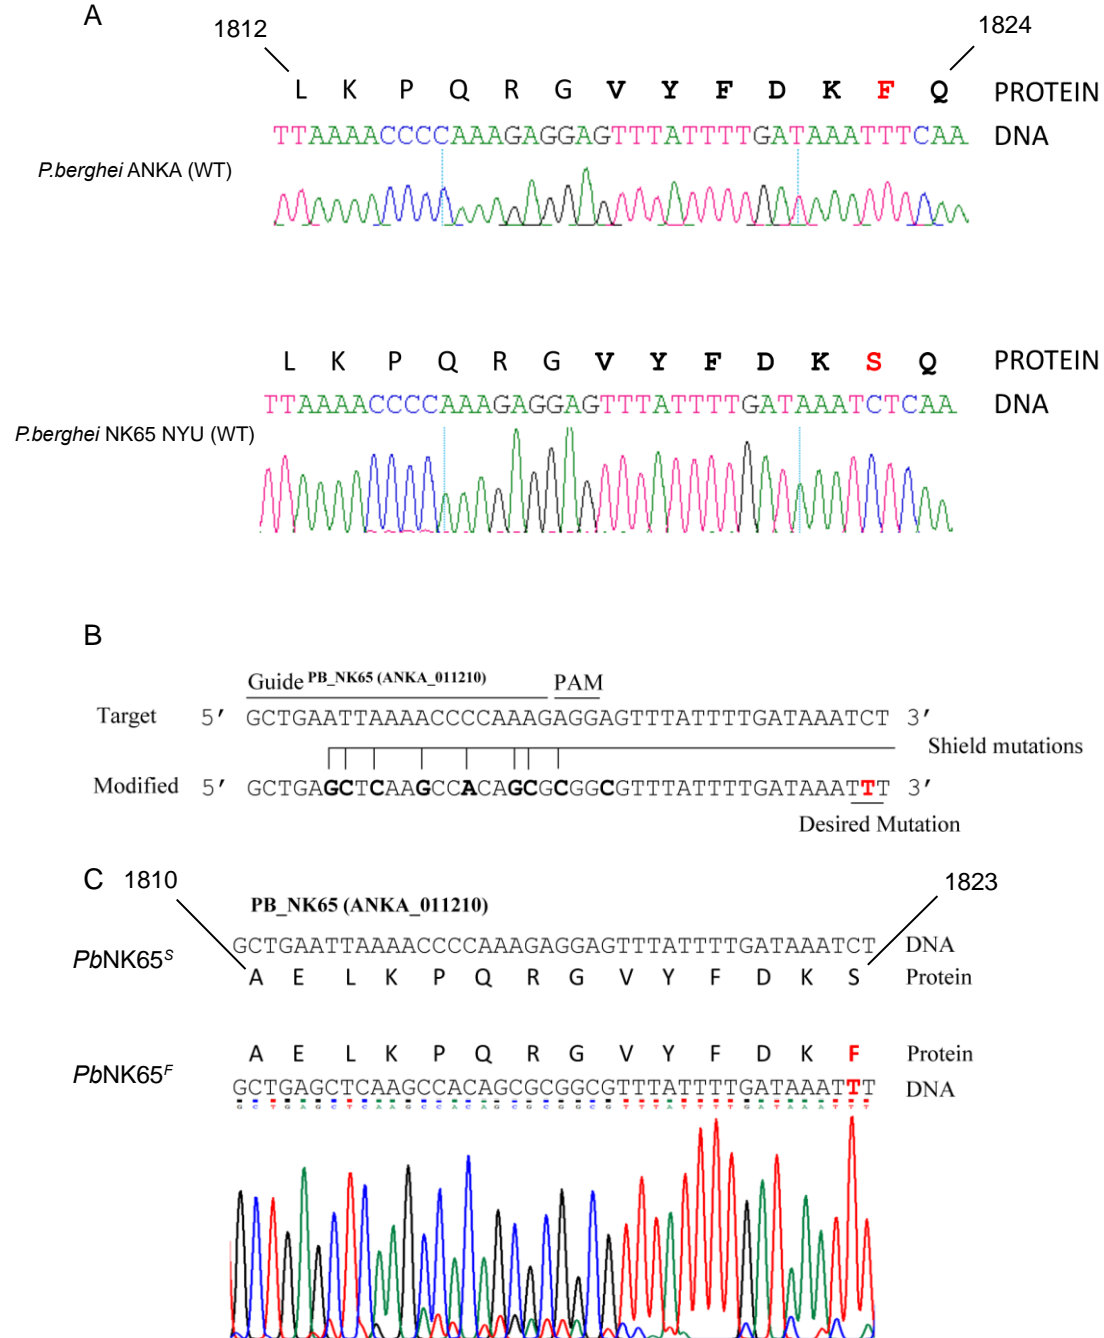 A
1812
1824
L K P Q R G V Y F D K F Q PROTEIN
TTAAAACCCCAAAGAGGAGTTTATTTTGATAAATTTCAA DNA
P.berghei ANKA (WT)
L K P Q R G V Y F D K S Q PROTEIN
TTAAAACCCCAAAGAGGAGTTTATTTTGATAAATCTCAA DNA
P.berghei NK65 NYU (WT)
B
Guide PB_NK65 (ANKA_011210) PAM
Target 5′ GCTGAATTAAAACCCCAAAGAGGAGTTTATTTTGATAAATCT 3′
Shield mutations
Modified 5′ GCTGAGCTCAAGCCACAGCGCGGCGTTTATTTTGATAAATTT 3′
Desired Mutation
C 1810
1823
PB_NK65 (ANKA_011210)
PbNK65S GCTGAATTAAAACCCCAAAGAGGAGTTTATTTTGATAAATCT DNA
A E L K P Q R G V Y F D K S Protein
A E L K P Q R G V Y F D K F Protein
PbNK65F GCTGAGCTCAAGCCACAGCGCGGCGTTTATTTTGATAAATTT DNA
GCTGAGCTCAAGCCACAGCGCGGCGTTTATTTTGATAAATTT